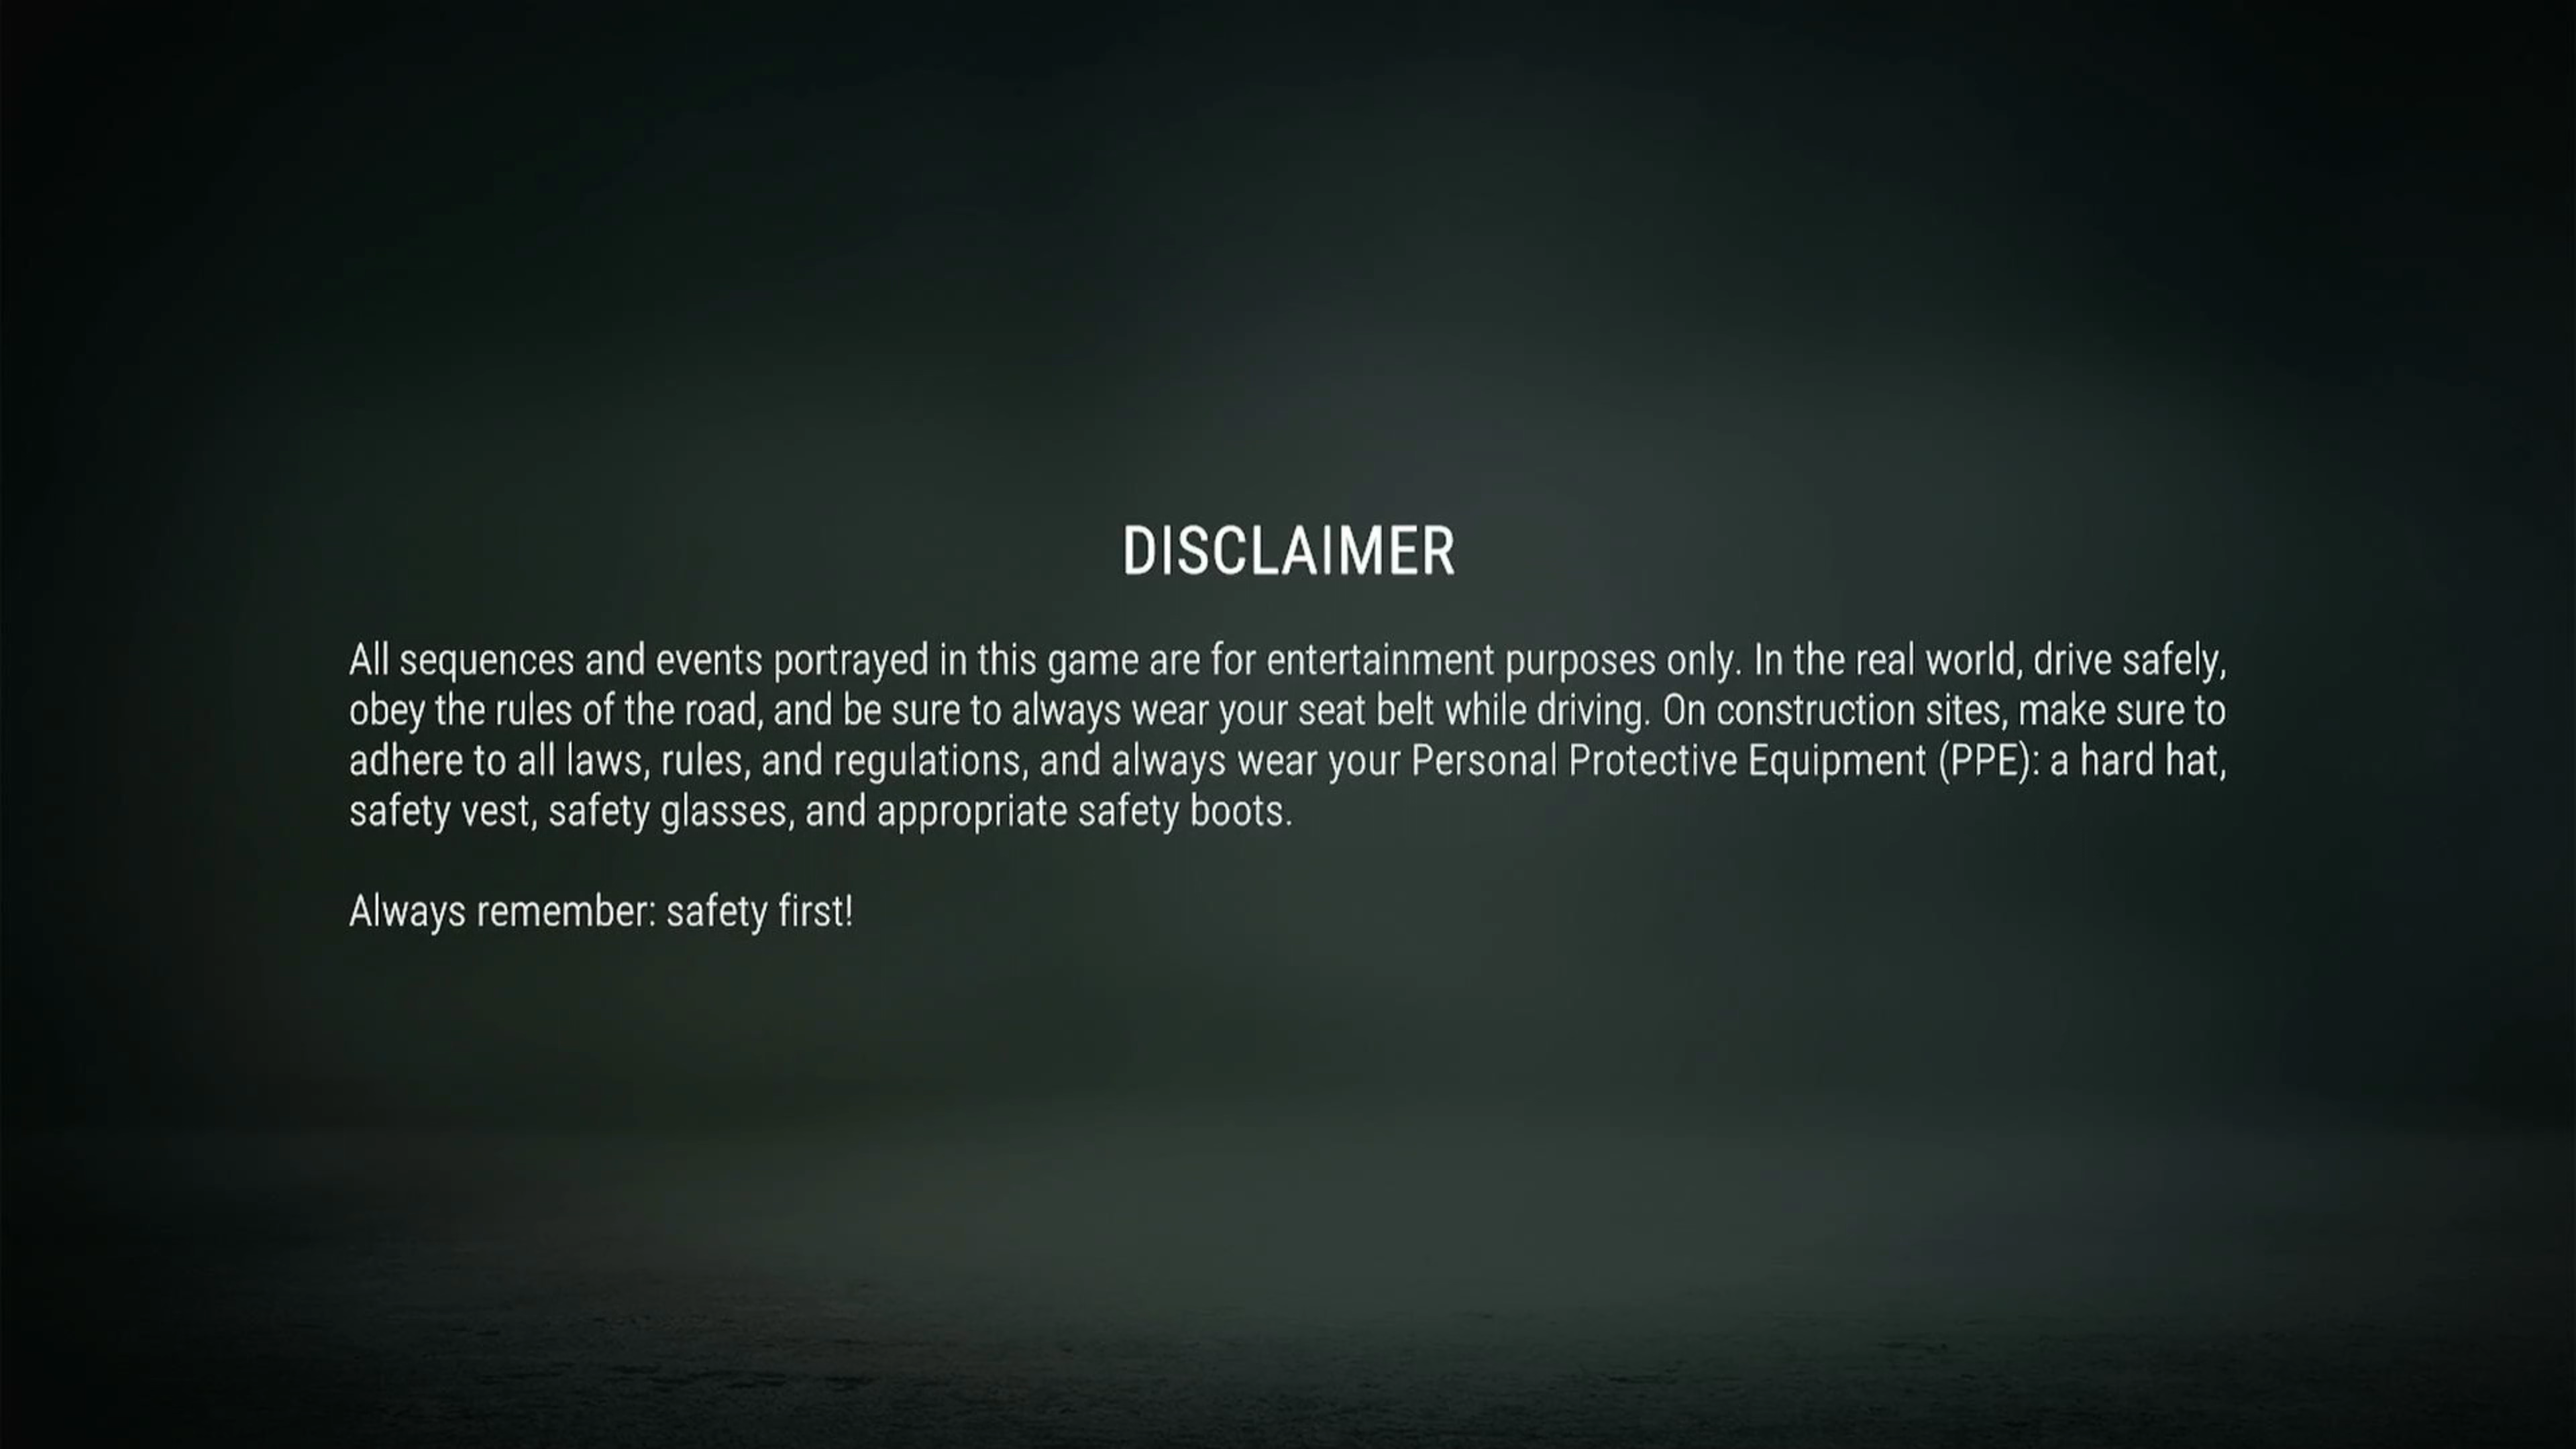 DISCLAIMER
All sequences and events portrayed in this game are for entertainment purposes only. In the real world, drive safely,
obey the rules of the road, and be sure to always wear your seat belt while driving. On construction sites, make sure to
adhere to all laws, rules, and regulations, and always wear your Personal Protective Equipment (PPE): a hard hat,
safety vest, safety glasses, and appropriate safety boots.
Always remember: safety first!